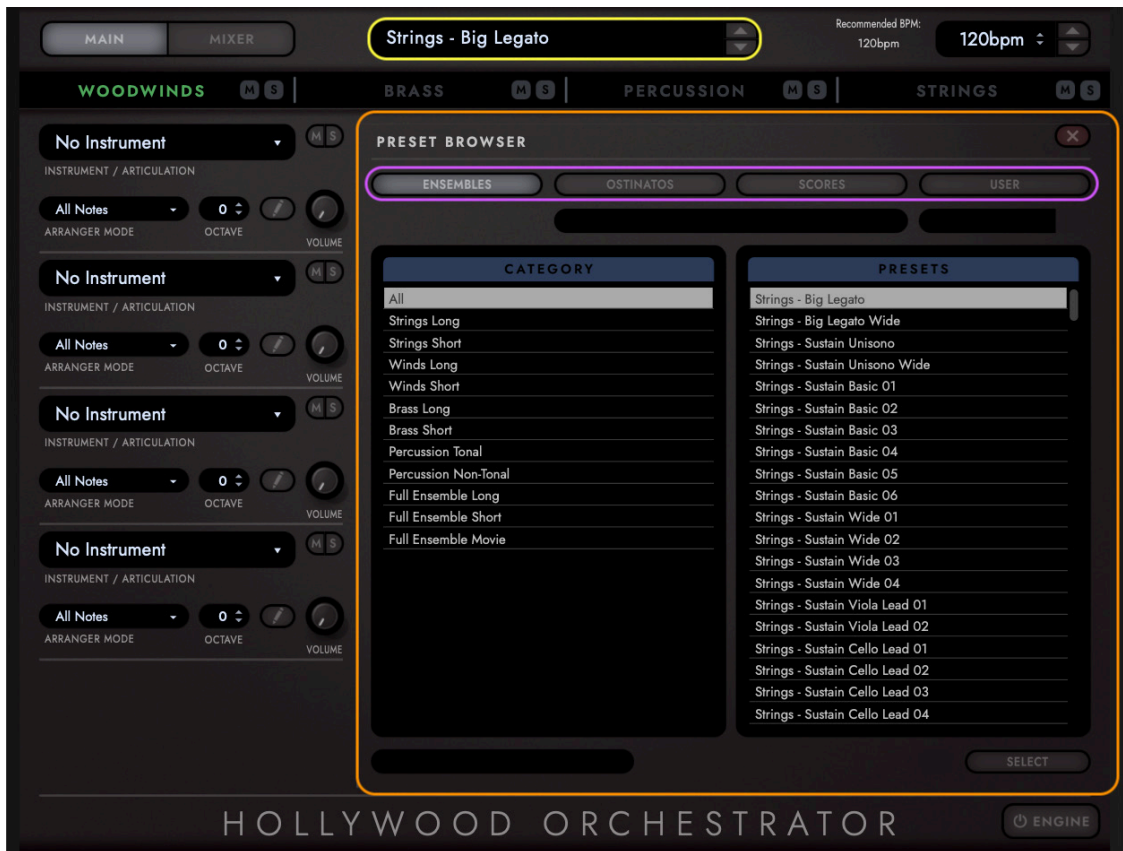 MAIN
MIXER
Strings - Big Legato
Recommended BPM:
120bpm
120bpm
WOODWINDS M S
BRASS M S
PERCUSSION M S
STRINGS M S
No Instrument M S
INSTRUMENT / ARTICULATION
All Notes 0
ARRANGER MODE OCTAVE VOLUME
No Instrument M S
INSTRUMENT / ARTICULATION
All Notes 0
ARRANGER MODE OCTAVE VOLUME
No Instrument M S
INSTRUMENT / ARTICULATION
All Notes 0
ARRANGER MODE OCTAVE VOLUME
No Instrument M S
INSTRUMENT / ARTICULATION
All Notes 0
ARRANGER MODE OCTAVE VOLUME
PRESET BROWSER
ENSEMBLES OSTINATOS SCORES USER
CATEGORY
All
Strings Long
Strings Short
Winds Long
Winds Short
Brass Long
Brass Short
Percussion Tonal
Percussion Non-Tonal
Full Ensemble Long
Full Ensemble Short
Full Ensemble Movie
PRESETS
Strings - Big Legato
Strings - Big Legato Wide
Strings - Sustain Unisono
Strings - Sustain Unisono Wide
Strings - Sustain Basic 01
Strings - Sustain Basic 02
Strings - Sustain Basic 03
Strings - Sustain Basic 04
Strings - Sustain Basic 05
Strings - Sustain Basic 06
Strings - Sustain Wide 01
Strings - Sustain Wide 02
Strings - Sustain Wide 03
Strings - Sustain Wide 04
Strings - Sustain Viola Lead 01
Strings - Sustain Viola Lead 02
Strings - Sustain Cello Lead 01
Strings - Sustain Cello Lead 02
Strings - Sustain Cello Lead 03
Strings - Sustain Cello Lead 04
SELECT
HOLLYWOOD ORCHESTRATOR
ENGINE